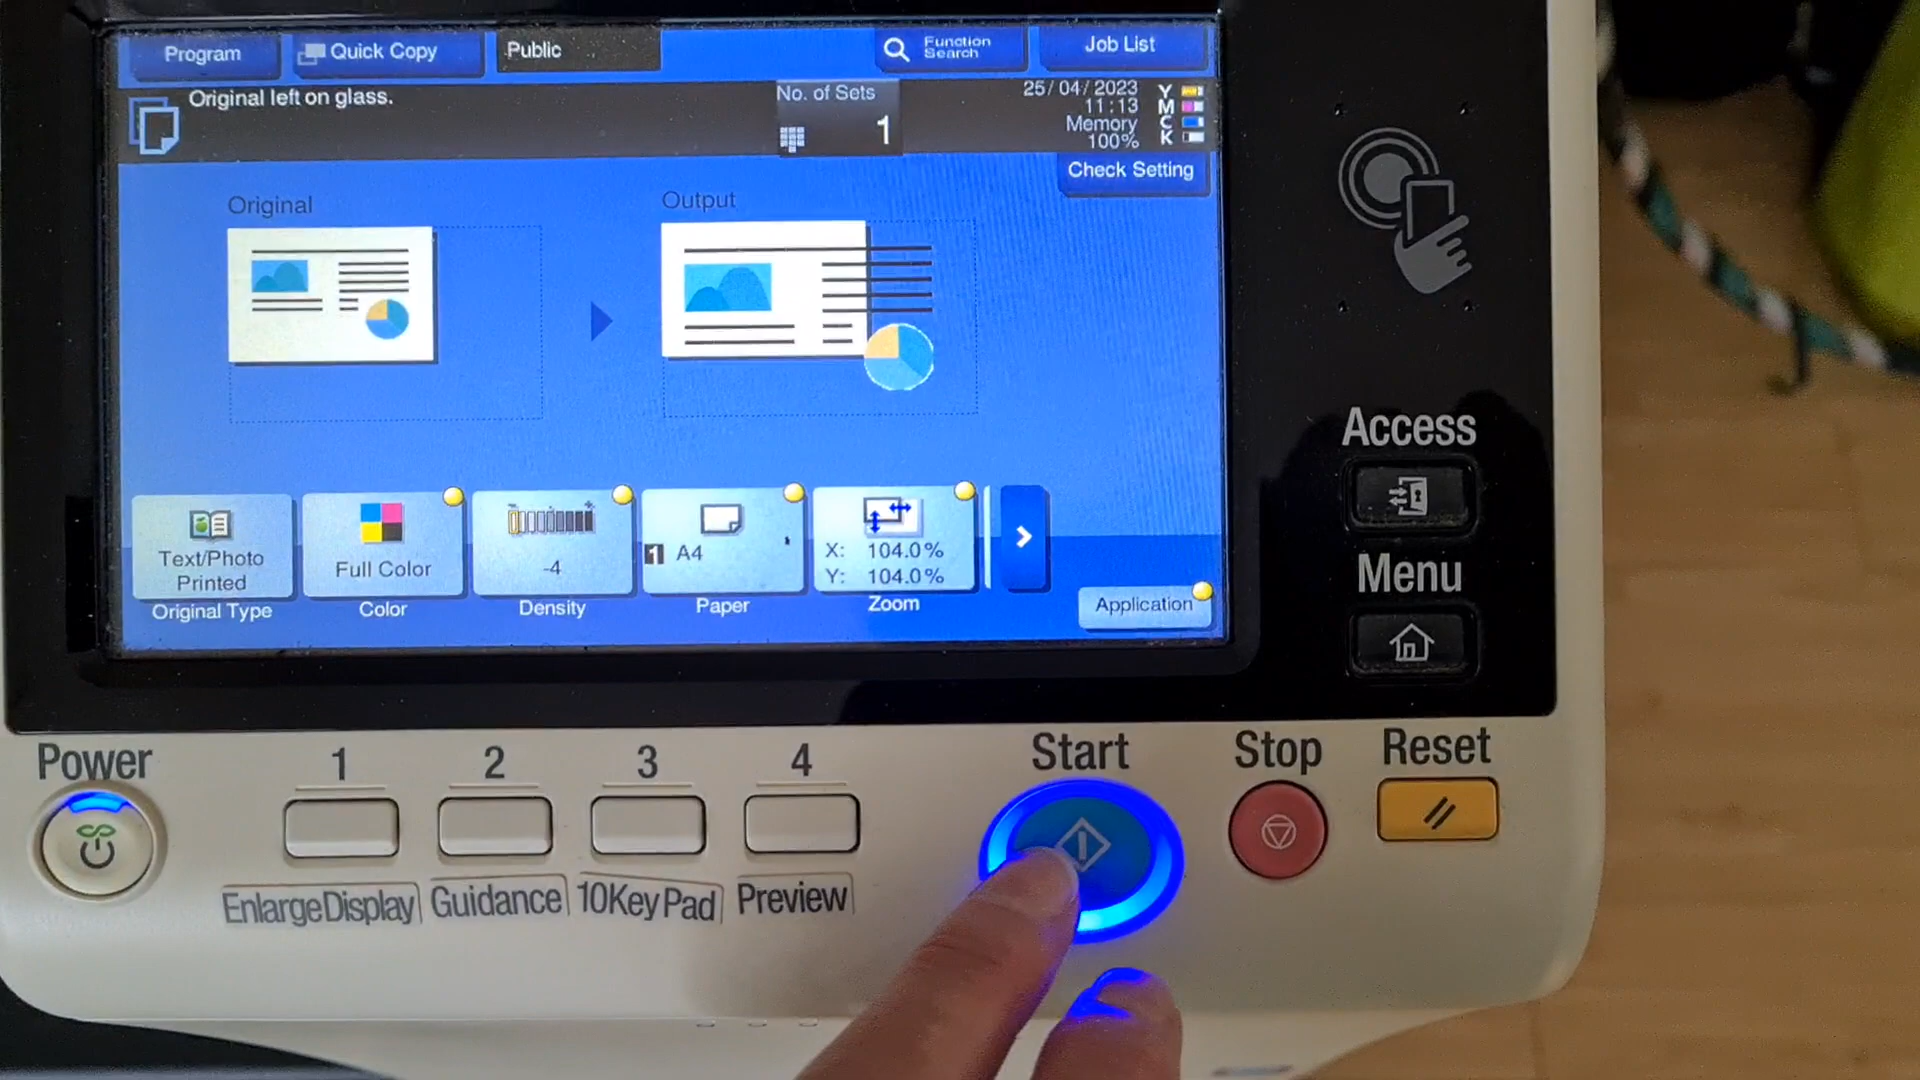 Program
Quick Copy
Public
Function
Search
Job List
Original left on glass.
No. of Sets
1
25/04/2023
11:13
Memory
100%
Y
M
C
K
Check Setting
Original
Output
Text/Photo
Printed
Original Type
Full Color
Color
-4
Density
1 A4
Paper
X: 104.0%
Y: 104.0%
Zoom
Application
Access
Menu
Power
1
2
3
4
Start
Stop
Reset
EnlargeDisplay
Guidance
10Key Pad
Preview